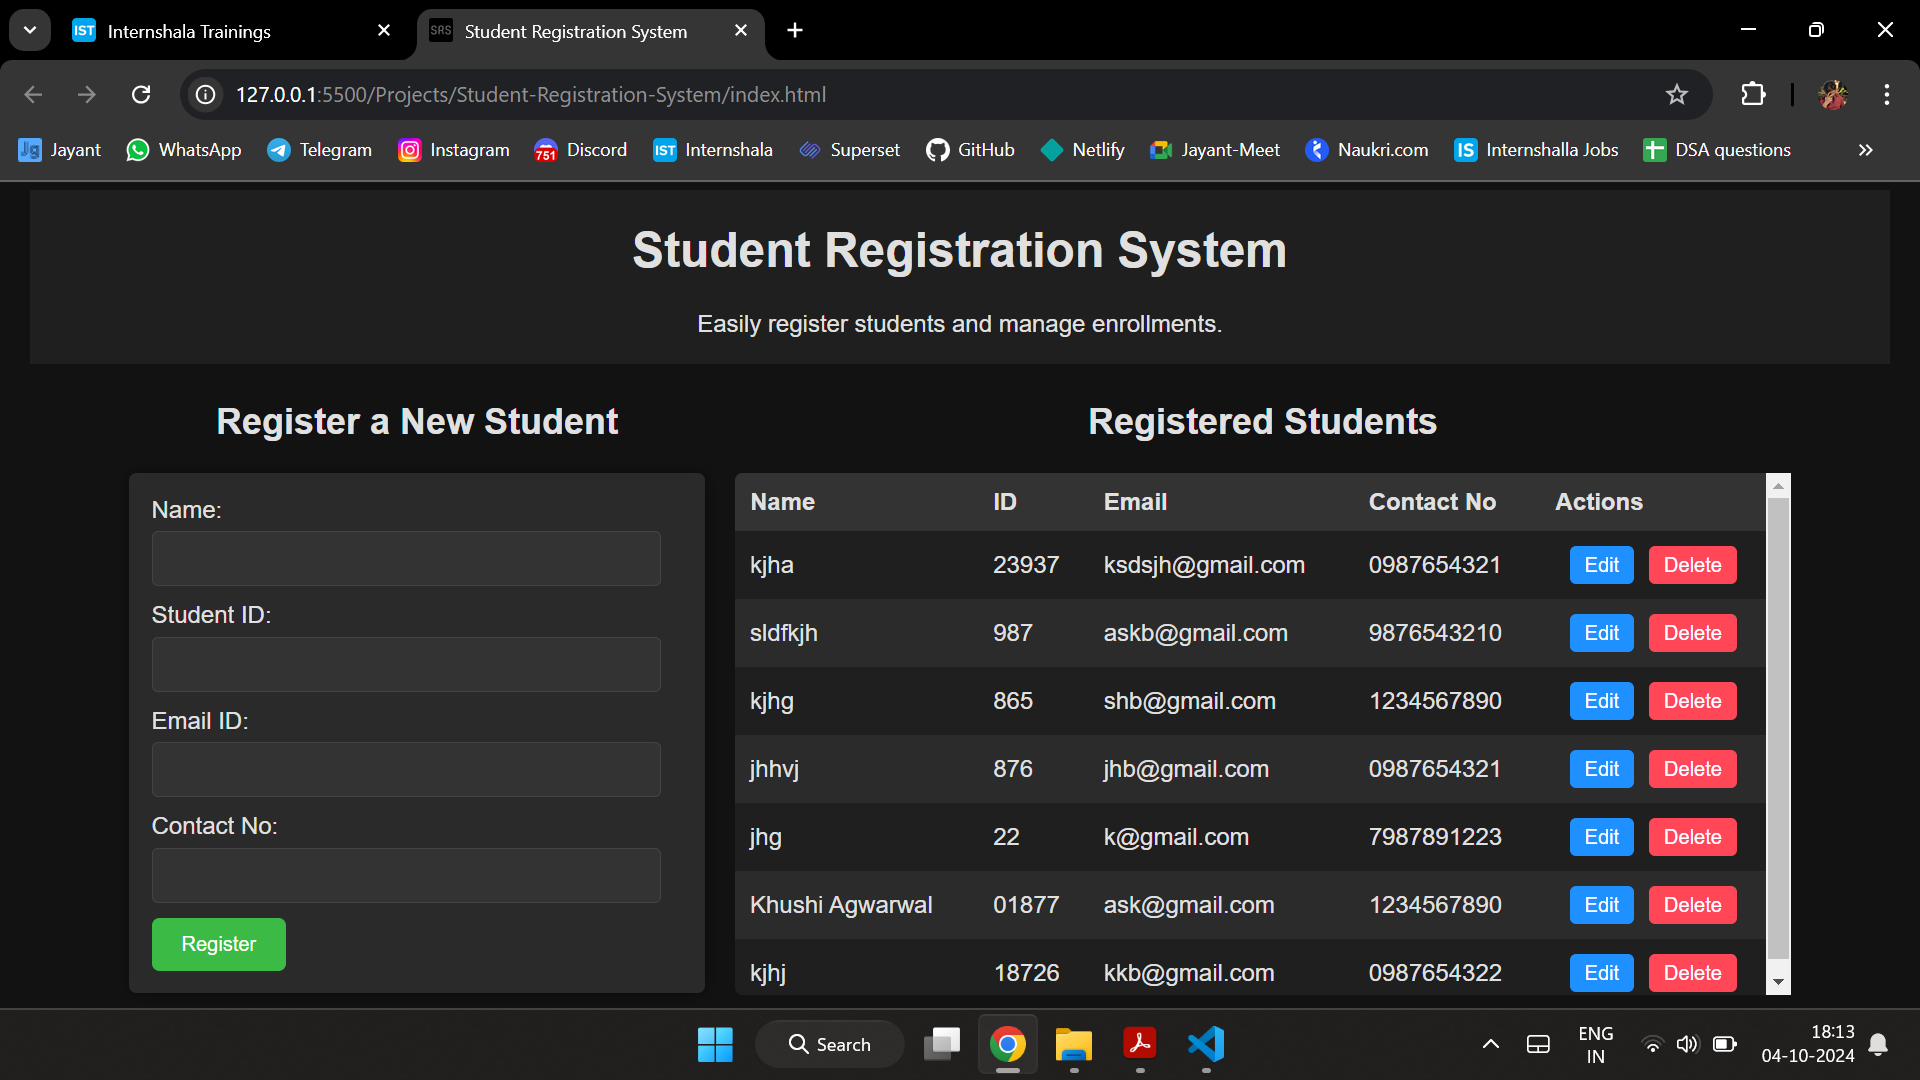 IST Internshala Trainings
SRS Student Registration System
127.0.0.1:5500/Projects/Student-Registration-System/index.html
Jg Jayant WhatsApp Telegram Instagram 751 Discord IST Internshala Superset GitHub Netlify Jayant-Meet Naukri.com IS Internshalla Jobs DSA questions
Student Registration System
Easily register students and manage enrollments.
Register a New Student
Name:
Student ID:
Email ID:
Contact No:
Register
Registered Students
Name ID Email Contact No Actions
kjha 23937 ksdsjh@gmail.com 0987654321 Edit Delete
sldfkjh 987 askb@gmail.com 9876543210 Edit Delete
kjhg 865 shb@gmail.com 1234567890 Edit Delete
jhhvj 876 jhb@gmail.com 0987654321 Edit Delete
jhg 22 k@gmail.com 7987891223 Edit Delete
Khushi Agwarwal 01877 ask@gmail.com 1234567890 Edit Delete
kjhj 18726 kkb@gmail.com 0987654322 Edit Delete
Search
ENG
IN
18:13
04-10-2024